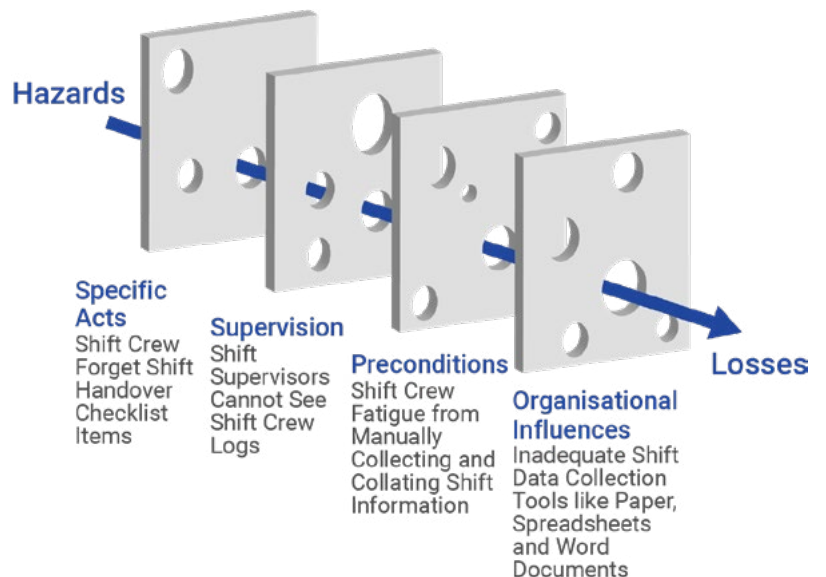 Hazards
Specific
Acts
Shift Crew
Forget Shift
Handover
Checklist
Items
Supervision
Shift
Supervisors
Cannot See
Shift Crew
Logs
Preconditions
Shift Crew
Fatigue from
Manually
Collecting and
Collating Shift
Information
Organisational
Influences
Inadequate Shift
Data Collection
Tools like Paper,
Spreadsheets
and Word
Documents
Losses